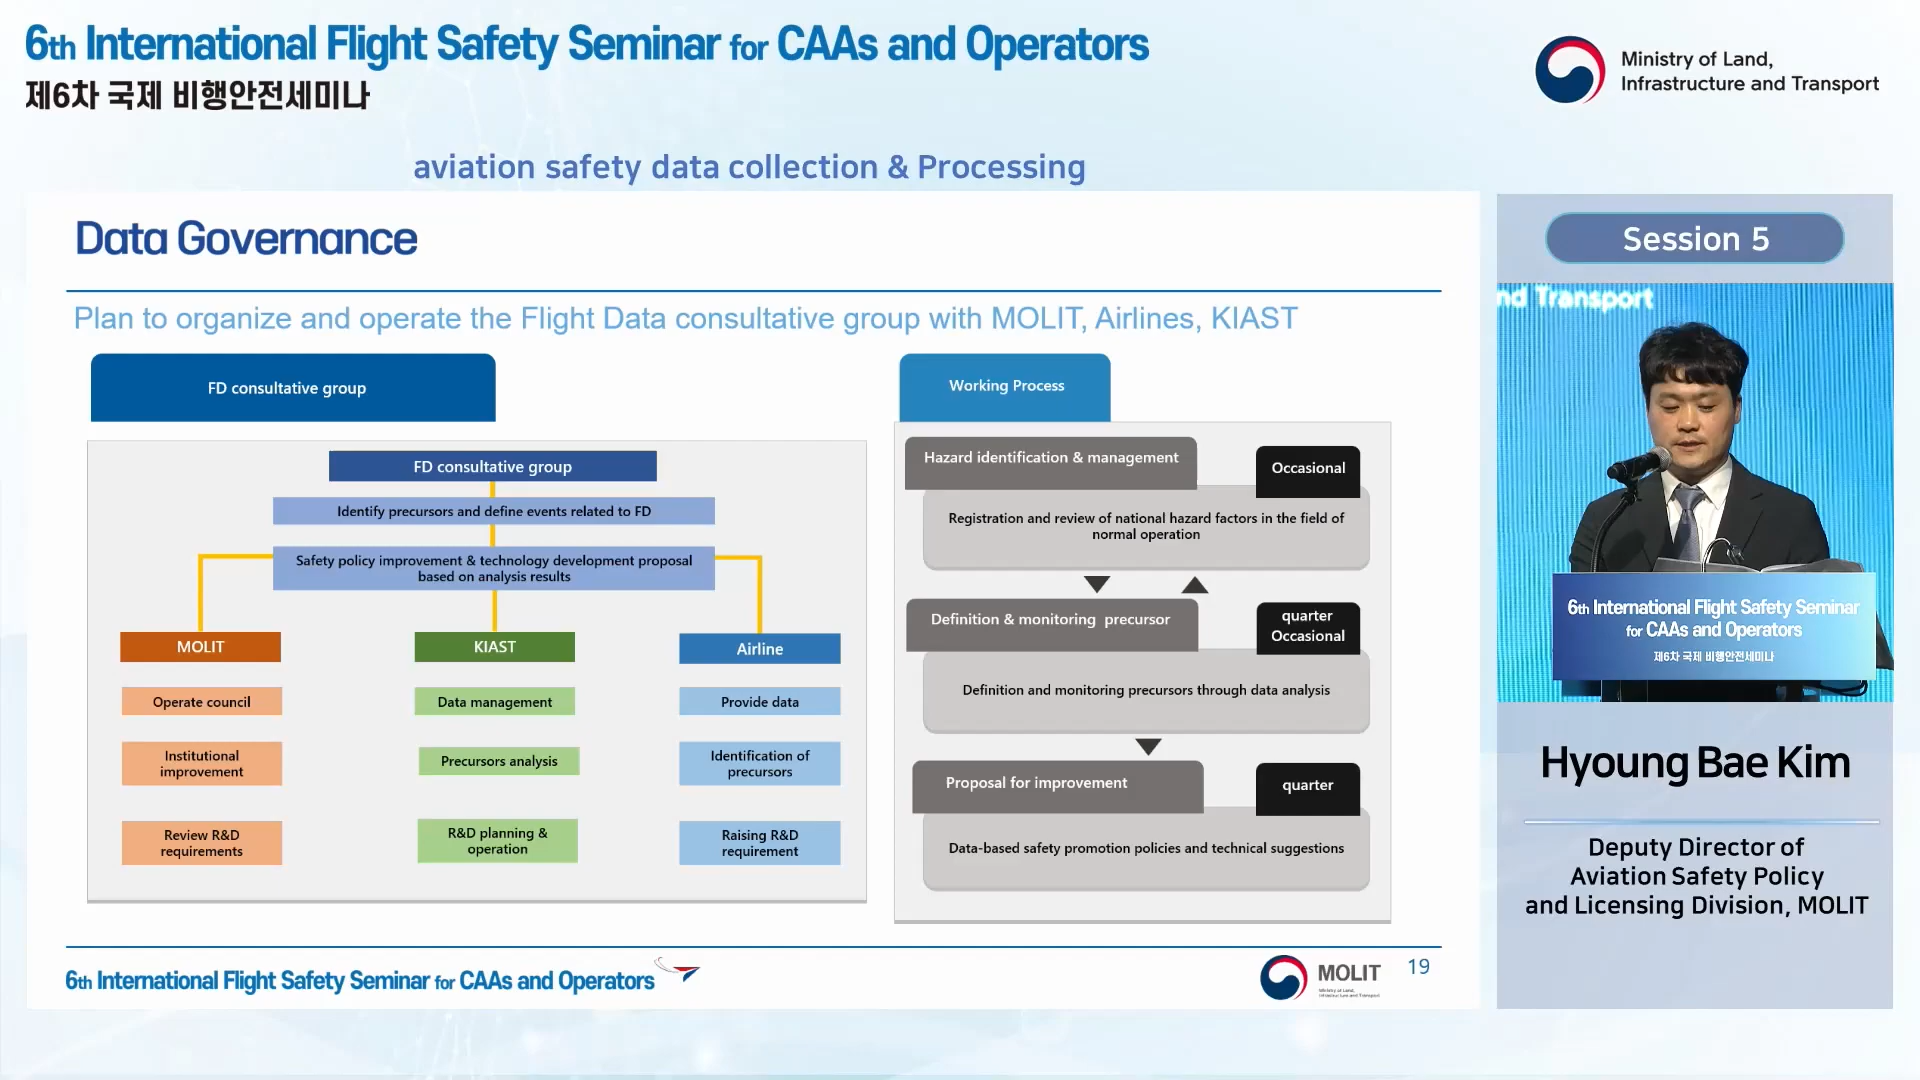 6th International Flight Safety Seminar for CAAs and Operators
제6차 국제 비행안전세미나
Ministry of Land,
Infrastructure and Transport
aviation safety data collection & Processing
Data Governance
Plan to organize and operate the Flight Data consultative group with MOLIT, Airlines, KIAST
FD consultative group
FD consultative group
Identify precursors and define events related to FD
Safety policy improvement & technology development proposal
based on analysis results
MOLIT
KIAST
Airline
Operate council
Data management
Provide data
Institutional
improvement
Precursors analysis
Identification of
precursors
Review R&D
requirements
R&D planning &
operation
Raising R&D
requirement
Working Process
Hazard identification & management
Occasional
Registration and review of national hazard factors in the field of
normal operation
Definition & monitoring precursor
quarter
Occasional
Definition and monitoring precursors through data analysis
Proposal for improvement
quarter
Data-based safety promotion policies and technical suggestions
6th International Flight Safety Seminar for CAAs and Operators
MOLIT
Ministry of Land,
Infrastructure and Transport
19
Session 5
nd Transport
6th International Flight Safety Seminar
for CAAs and Operators
제6차 국제 비행안전세미나
Hyoung Bae Kim
Deputy Director of
Aviation Safety Policy
and Licensing Division, MOLIT